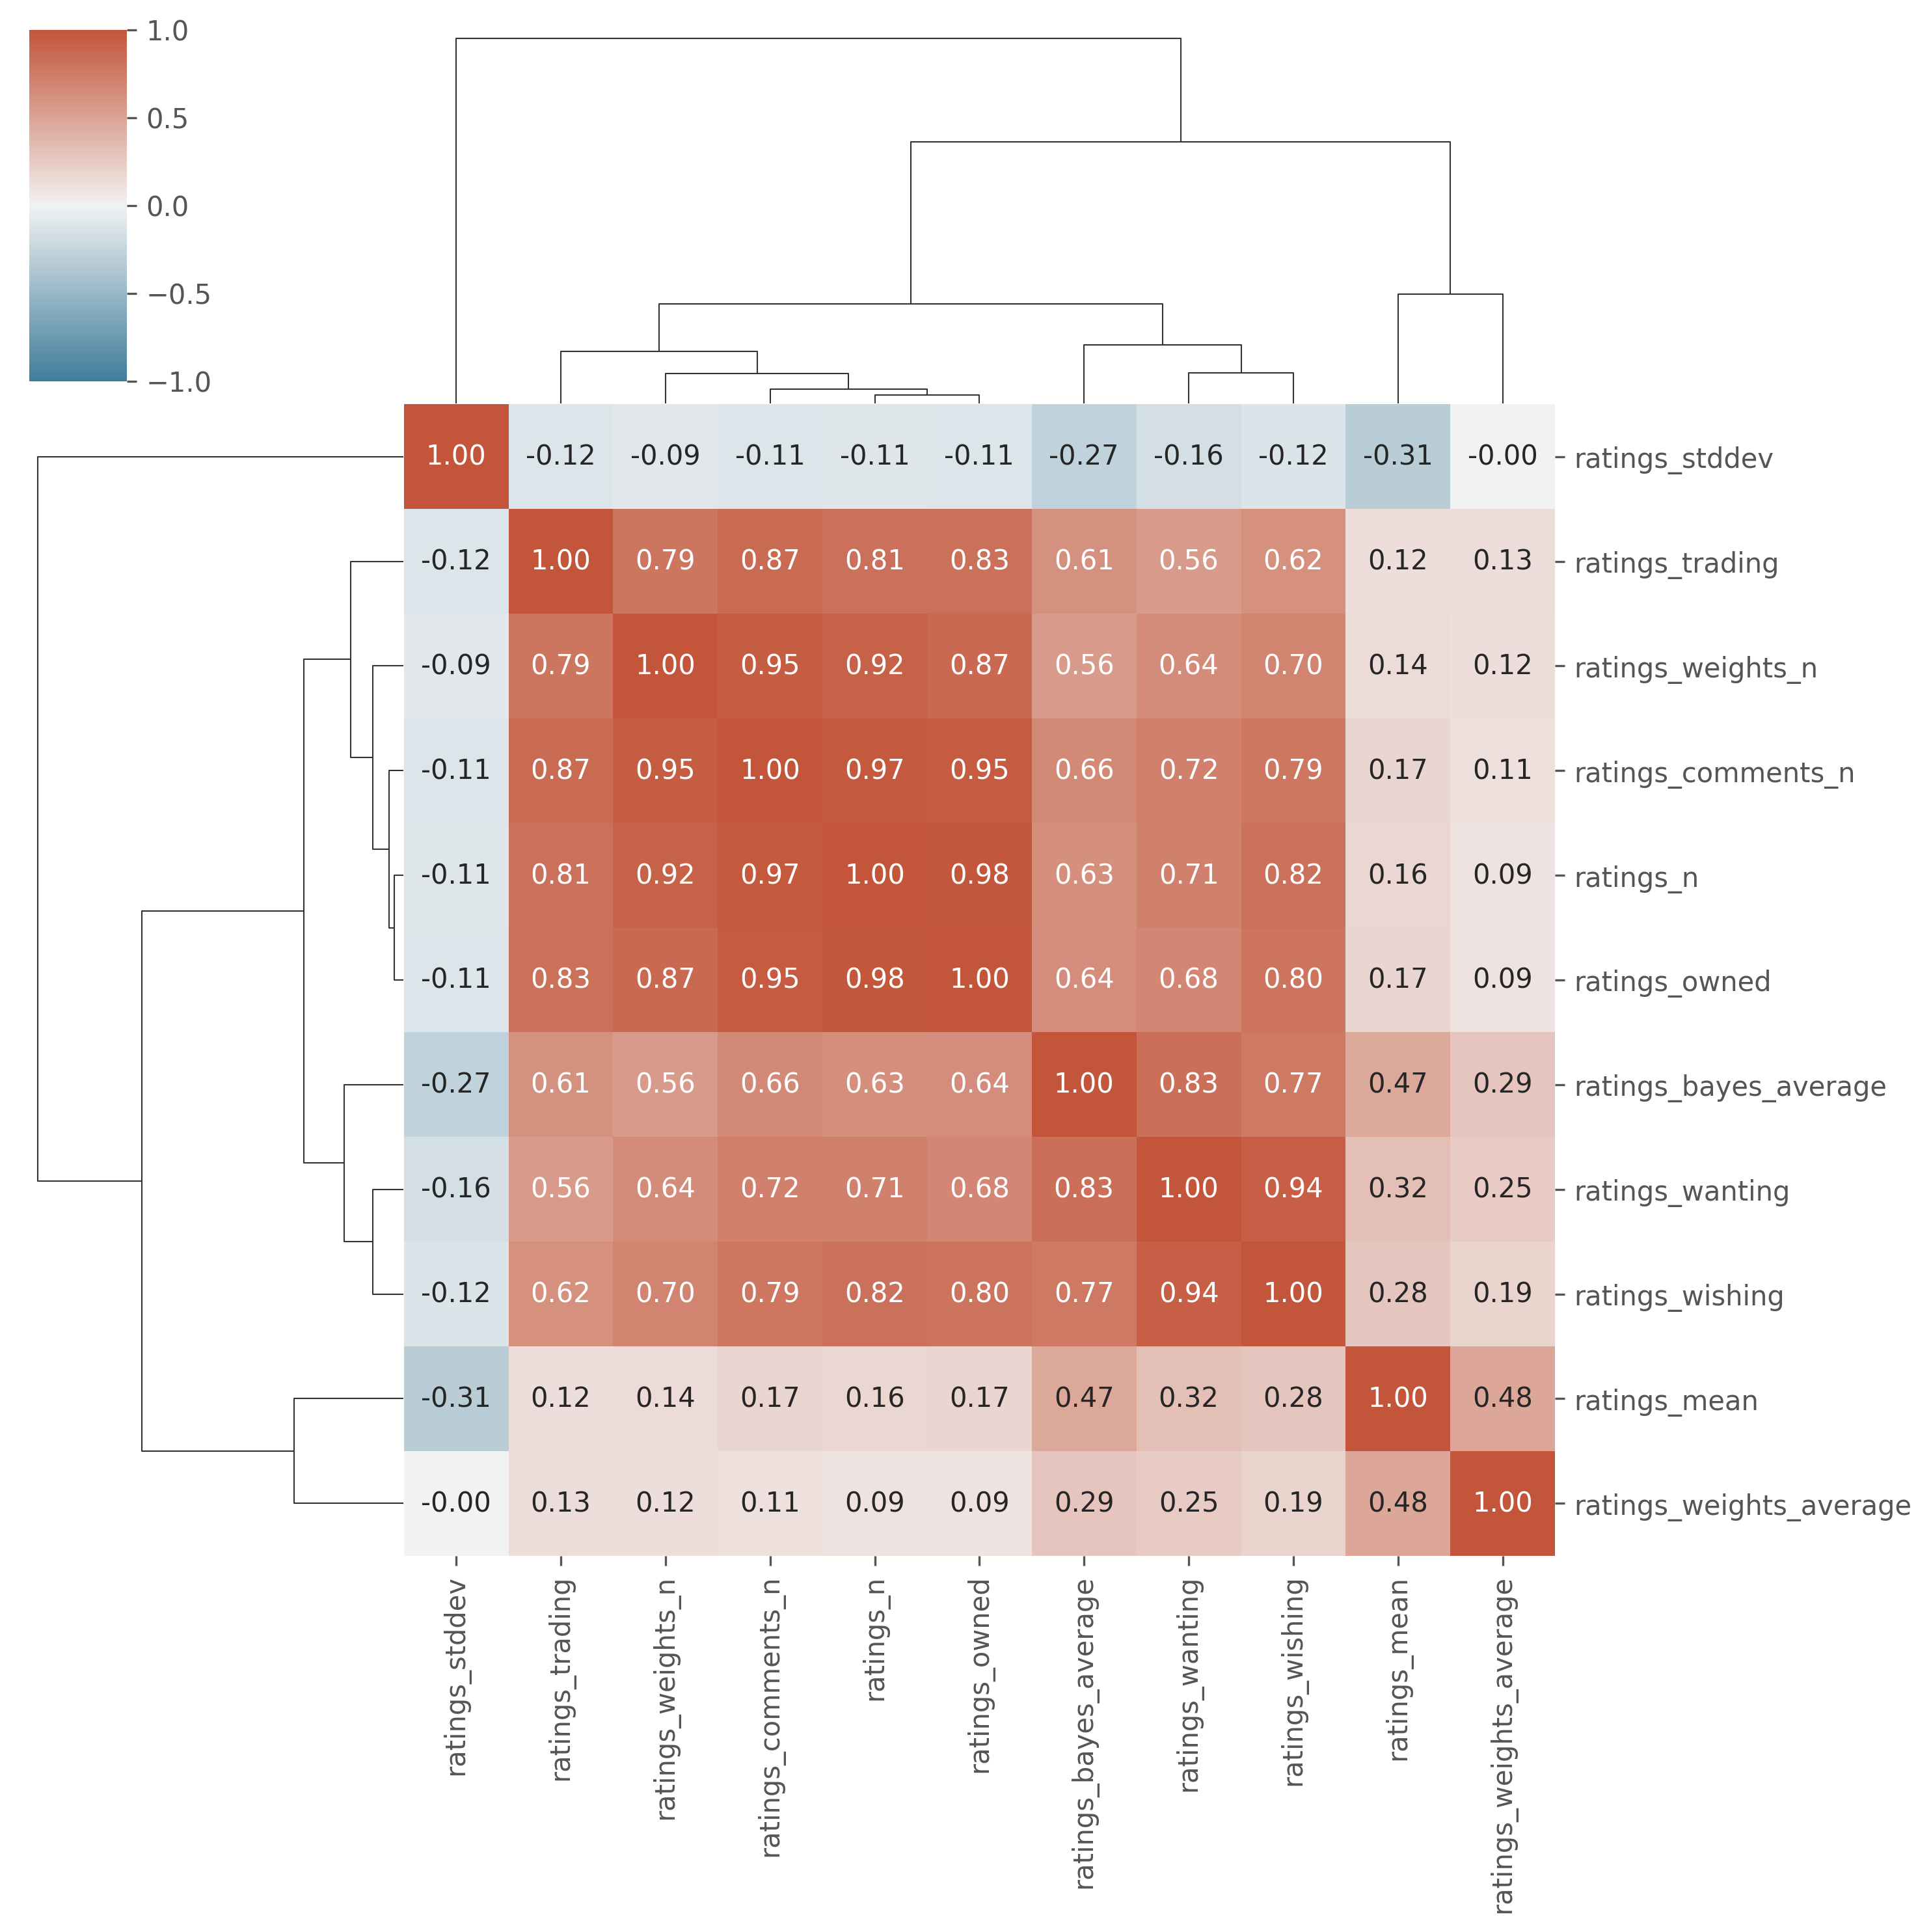 1.0
0.5
0.0
−0.5
−1.0
1.00 -0.12 -0.09 -0.11 -0.11 -0.11 -0.27 -0.16 -0.12 -0.31 -0.00 ratings_stddev
-0.12 1.00 0.79 0.87 0.81 0.83 0.61 0.56 0.62 0.12 0.13 ratings_trading
-0.09 0.79 1.00 0.95 0.92 0.87 0.56 0.64 0.70 0.14 0.12 ratings_weights_n
-0.11 0.87 0.95 1.00 0.97 0.95 0.66 0.72 0.79 0.17 0.11 ratings_comments_n
-0.11 0.81 0.92 0.97 1.00 0.98 0.63 0.71 0.82 0.16 0.09 ratings_n
-0.11 0.83 0.87 0.95 0.98 1.00 0.64 0.68 0.80 0.17 0.09 ratings_owned
-0.27 0.61 0.56 0.66 0.63 0.64 1.00 0.83 0.77 0.47 0.29 ratings_bayes_average
-0.16 0.56 0.64 0.72 0.71 0.68 0.83 1.00 0.94 0.32 0.25 ratings_wanting
-0.12 0.62 0.70 0.79 0.82 0.80 0.77 0.94 1.00 0.28 0.19 ratings_wishing
-0.31 0.12 0.14 0.17 0.16 0.17 0.47 0.32 0.28 1.00 0.48 ratings_mean
-0.00 0.13 0.12 0.11 0.09 0.09 0.29 0.25 0.19 0.48 1.00 ratings_weights_average
ratings_stddev
ratings_trading
ratings_weights_n
ratings_comments_n
ratings_n
ratings_owned
ratings_bayes_average
ratings_wanting
ratings_wishing
ratings_mean
ratings_weights_average